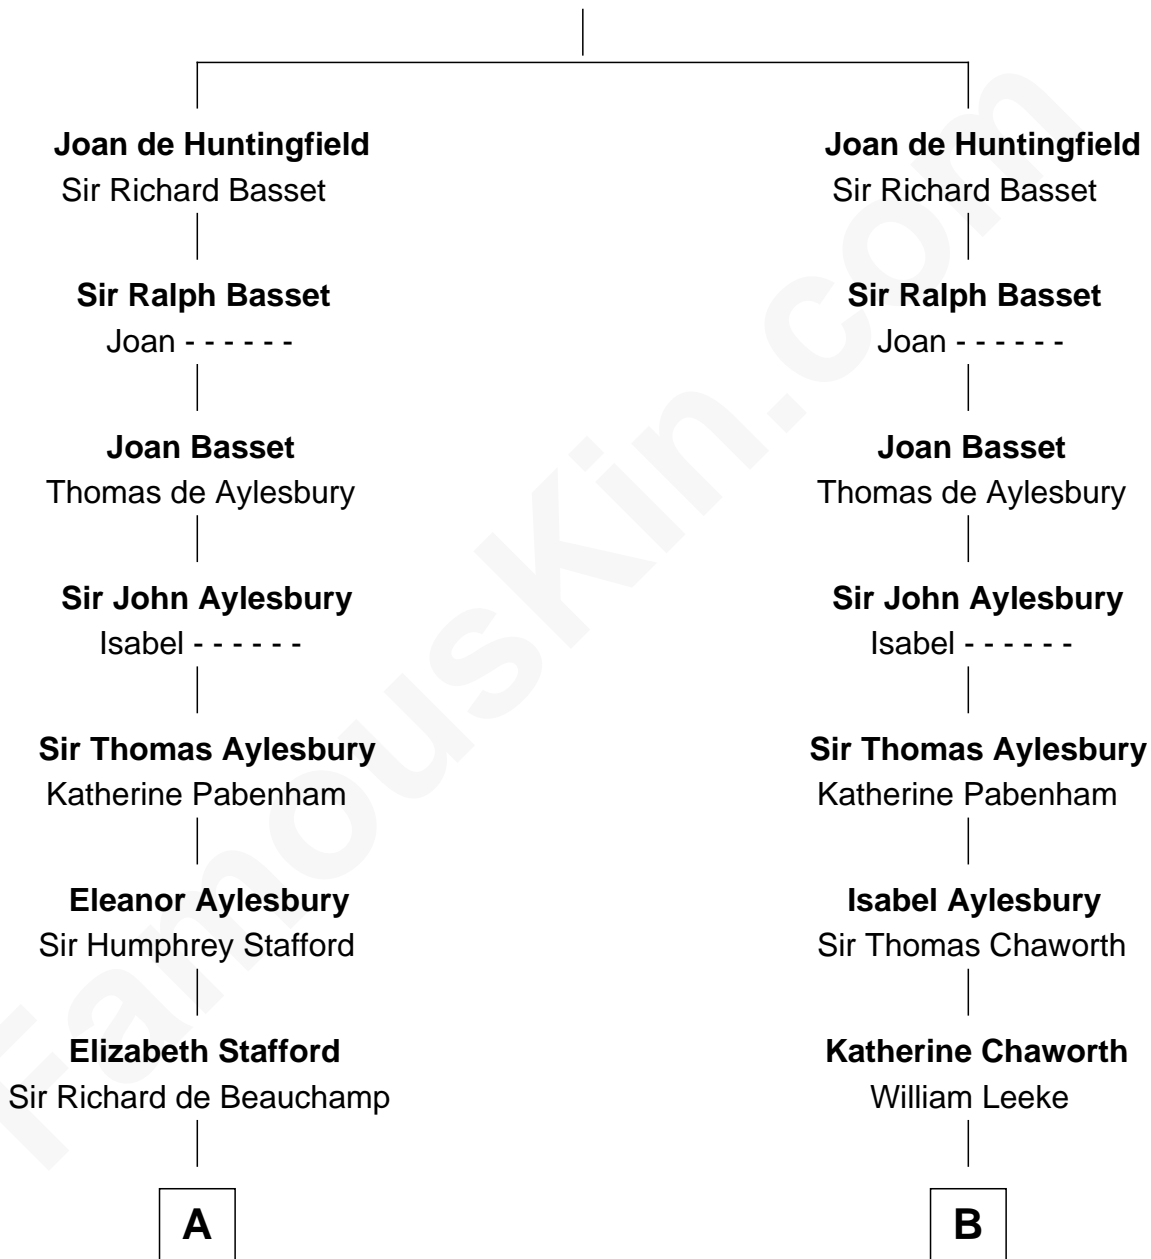 Joan de Huntingfield
Sir Richard Basset
Sir Ralph Basset
Joan - - - - - -
Joan Basset
Thomas de Aylesbury
Sir John Aylesbury
Isabel - - - - - -
Sir Thomas Aylesbury
Katherine Pabenham
Eleanor Aylesbury
Sir Humphrey Stafford
Elizabeth Stafford
Sir Richard de Beauchamp
A
Joan de Huntingfield
Sir Richard Basset
Sir Ralph Basset
Joan - - - - - -
Joan Basset
Thomas de Aylesbury
Sir John Aylesbury
Isabel - - - - - -
Sir Thomas Aylesbury
Katherine Pabenham
Isabel Aylesbury
Sir Thomas Chaworth
Katherine Chaworth
William Leeke
B
FamousKin.com